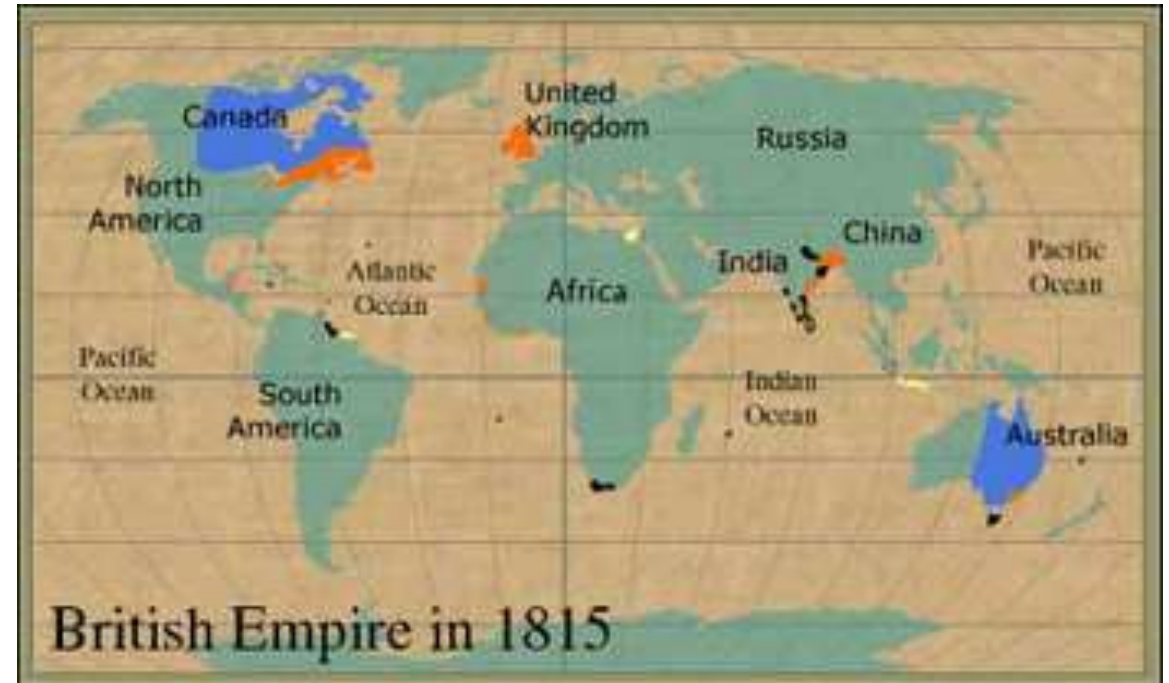 United
Kingdom
Canada
Russia
North
America
China
India
Pacific
Ocean
Atlantic
Ocean
Africa
Pacific
Ocean
South
America
Indian
Ocean
Australia
British Empire in 1815